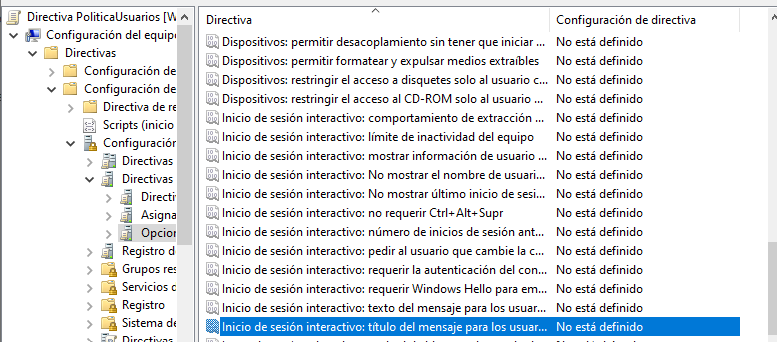 Directiva PoliticaUsuarios [W
Configuración del equipo
Directivas
Configuración de
Configuración de
Directiva de re
Scripts (inicio
Configuración
Directivas
Directivas
Directiv
Asigna
Opcion
Registro d
Grupos res
Servicios d
Registro
Sistema de
Directivas
Directiva
Configuración de directiva
Dispositivos: permitir desacoplamiento sin tener que iniciar ... No está definido
Dispositivos: permitir formatear y expulsar medios extraíbles No está definido
Dispositivos: restringir el acceso a disquetes solo al usuario c... No está definido
Dispositivos: restringir el acceso al CD-ROM solo al usuario ... No está definido
Inicio de sesión interactivo: comportamiento de extracción ... No está definido
Inicio de sesión interactivo: límite de inactividad del equipo No está definido
Inicio de sesión interactivo: mostrar información de usuario ... No está definido
Inicio de sesión interactivo: No mostrar el nombre de usuari... No está definido
Inicio de sesión interactivo: No mostrar último inicio de sesi... No está definido
Inicio de sesión interactivo: no requerir Ctrl+Alt+Supr No está definido
Inicio de sesión interactivo: número de inicios de sesión ant... No está definido
Inicio de sesión interactivo: pedir al usuario que cambie la c... No está definido
Inicio de sesión interactivo: requerir la autenticación del con... No está definido
Inicio de sesión interactivo: requerir Windows Hello para em... No está definido
Inicio de sesión interactivo: texto del mensaje para los usuar... No está definido
Inicio de sesión interactivo: título del mensaje para los usuar... No está definido